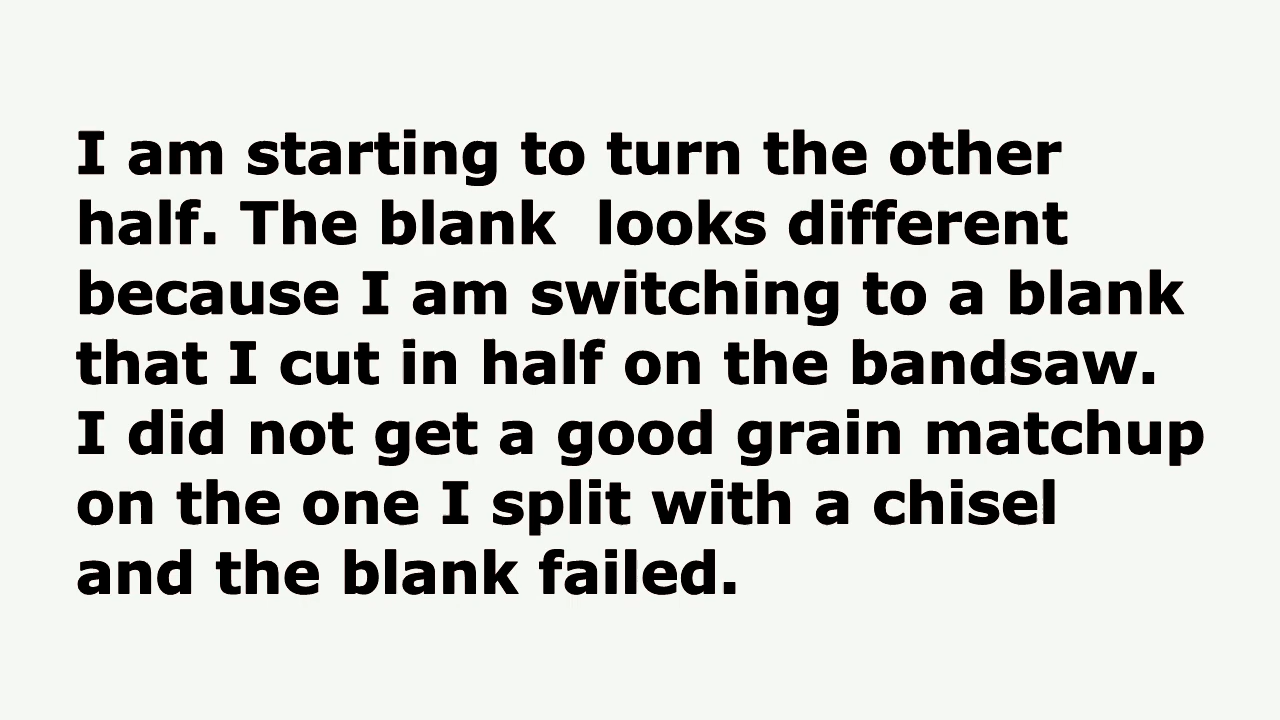 I am starting to turn the other
half. The blank  looks different
because I am switching to a blank
that I cut in half on the bandsaw.
I did not get a good grain matchup
on the one I split with a chisel
and the blank failed.